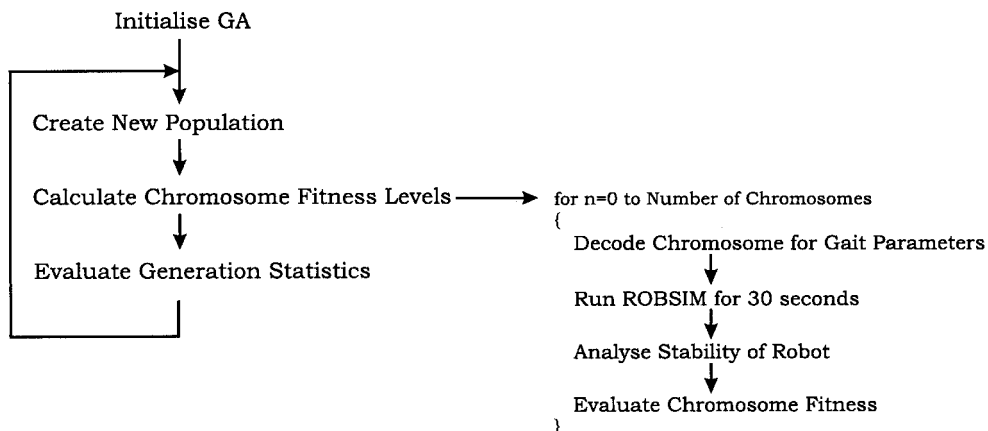 Initialise GA
Create New Population
Calculate Chromosome Fitness Levels
Evaluate Generation Statistics
for n=0 to Number of Chromosomes
{
Decode Chromosome for Gait Parameters
Run ROBSIM for 30 seconds
Analyse Stability of Robot
Evaluate Chromosome Fitness
}